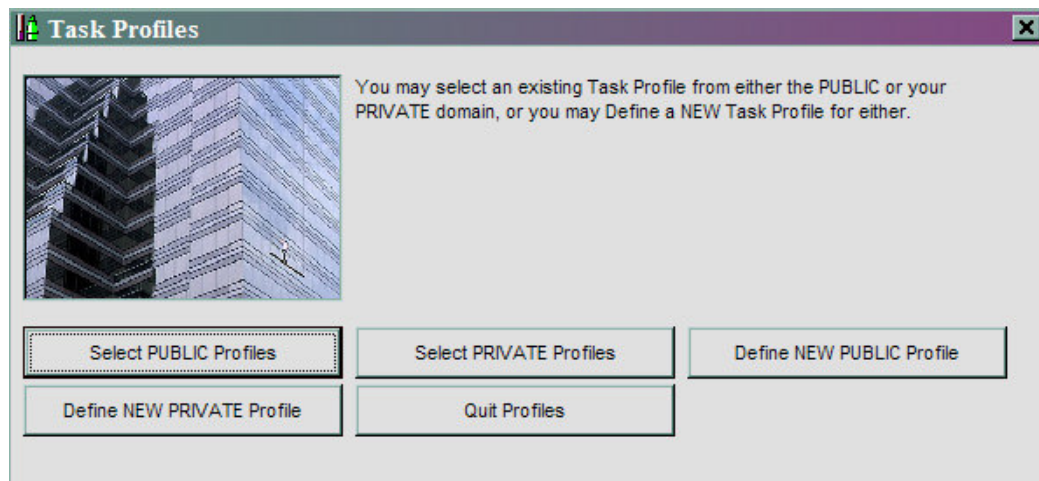 Task Profiles
You may select an existing Task Profile from either the PUBLIC or your
PRIVATE domain, or you may Define a NEW Task Profile for either.
Select PUBLIC Profiles
Select PRIVATE Profiles
Define NEW PUBLIC Profile
Define NEW PRIVATE Profile
Quit Profiles